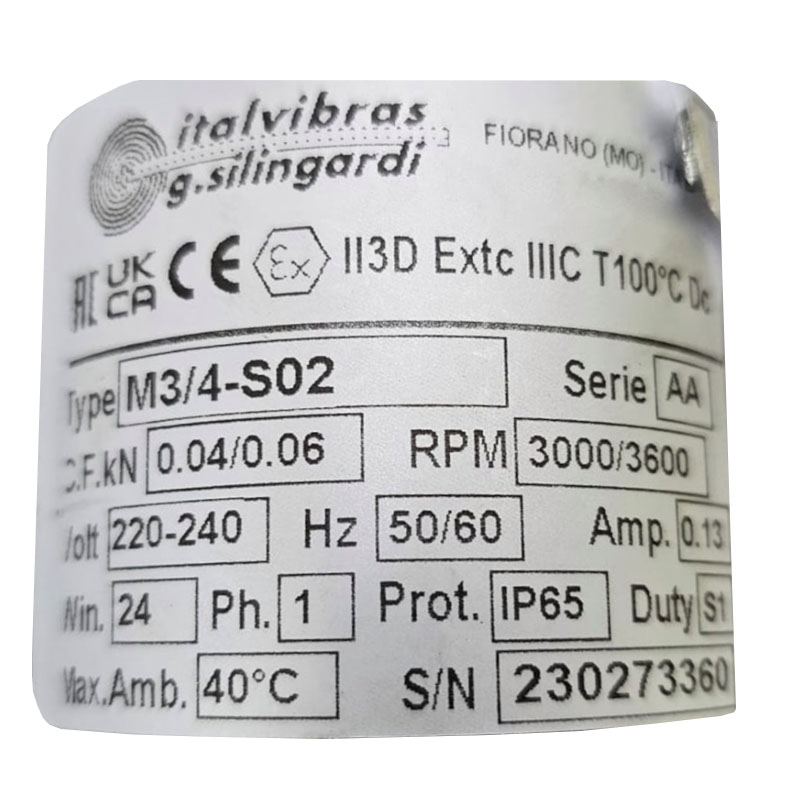 italvibras
g.silingardi
FIORANO (MO) - ITA
EAC UK CA CE Ex II3D Extc IIIC T100°C Dc
Type M3/4-S02 Serie AA
C.F.kN 0.04/0.06 RPM 3000/3600
Volt 220-240 Hz 50/60 Amp. 0.13
Win. 24 Ph. 1 Prot. IP65 Duty S1
Max.Amb. 40°C S/N 230273360